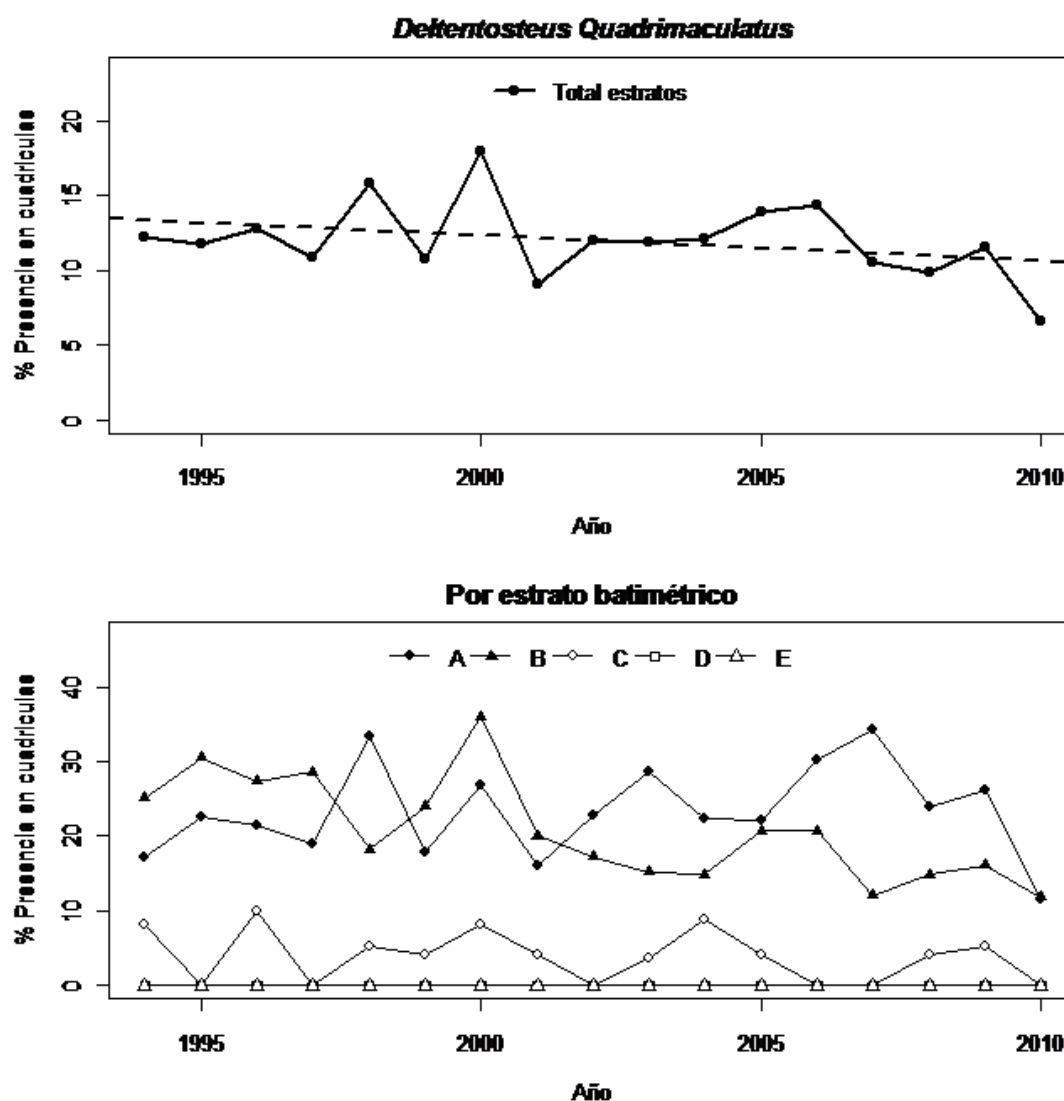 Deltentosteus Quadrimaculatus
Total estratos
% Presencia en cuadrículas
20
15
10
5
0
1995 2000 2005 2010
Año
Por estrato batimétrico
A B C D E
% Presencia en cuadrículas
40
30
20
10
0
1995 2000 2005 2010
Año